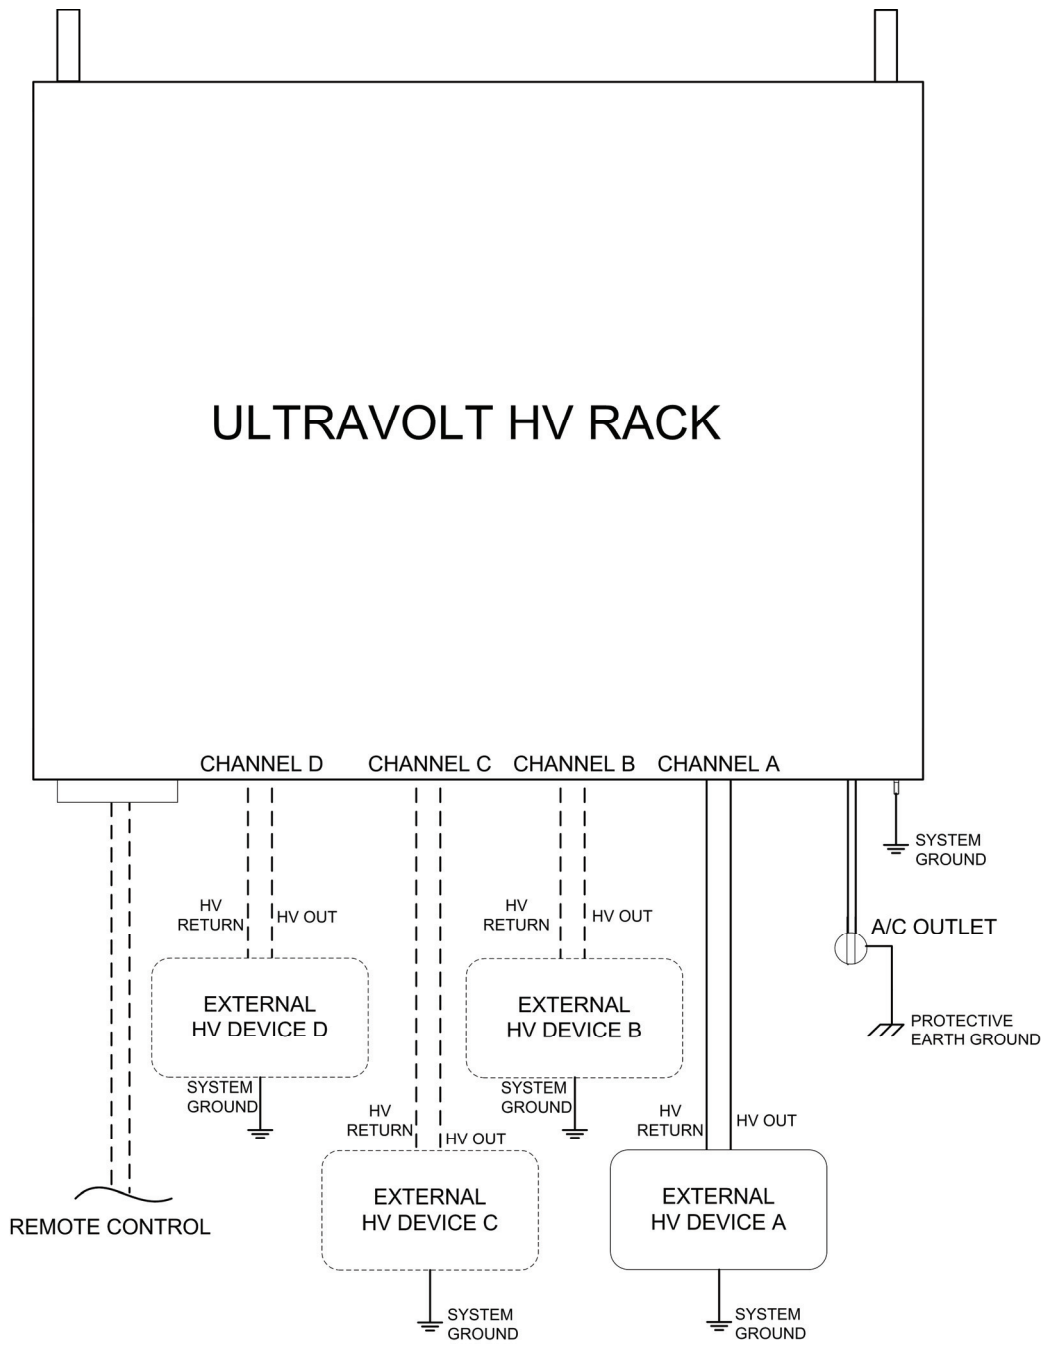 ULTRAVOLT HV RACK
CHANNEL D
CHANNEL C
CHANNEL B
CHANNEL A
SYSTEM
GROUND
HV
RETURN
HV OUT
HV
RETURN
HV OUT
A/C OUTLET
EXTERNAL
HV DEVICE D
EXTERNAL
HV DEVICE B
PROTECTIVE
EARTH GROUND
SYSTEM
GROUND
SYSTEM
GROUND
HV
RETURN
HV OUT
HV
RETURN
HV OUT
REMOTE CONTROL
EXTERNAL
HV DEVICE C
EXTERNAL
HV DEVICE A
SYSTEM
GROUND
SYSTEM
GROUND